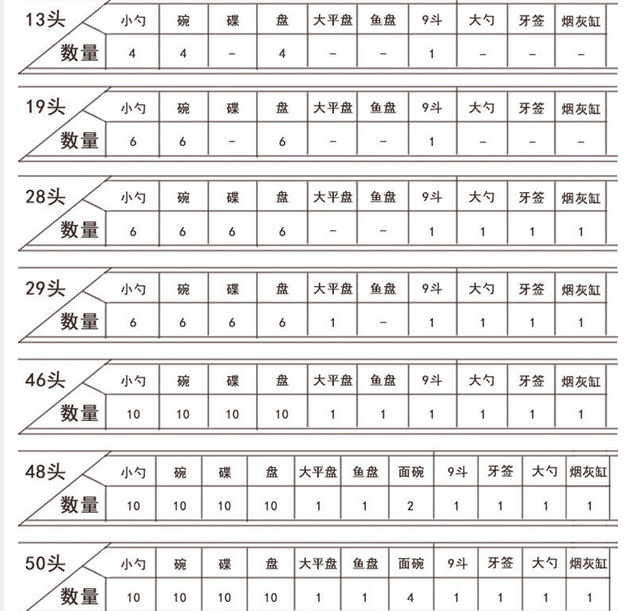 13头 小勺 碗 碟 盘 大平盘 鱼盘 9斗 大勺 牙签 烟灰缸
数量 4 4 – 4 – – 1 – – –
19头 小勺 碗 碟 盘 大平盘 鱼盘 9斗 大勺 牙签 烟灰缸
数量 6 6 – 6 – – 1 – – –
28头 小勺 碗 碟 盘 大平盘 鱼盘 9斗 大勺 牙签 烟灰缸
数量 6 6 6 6 – – 1 1 1 1
29头 小勺 碗 碟 盘 大平盘 鱼盘 9斗 大勺 牙签 烟灰缸
数量 6 6 6 6 1 – 1 1 1 1
46头 小勺 碗 碟 盘 大平盘 鱼盘 9斗 大勺 牙签 烟灰缸
数量 10 10 10 10 1 1 1 1 1 1
48头 小勺 碗 碟 盘 大平盘 鱼盘 面碗 9斗 牙签 大勺 烟灰缸
数量 10 10 10 10 1 1 2 1 1 1 1
50头 小勺 碗 碟 盘 大平盘 鱼盘 面碗 9斗 牙签 大勺 烟灰缸
数量 10 10 10 10 1 1 4 1 1 1 1